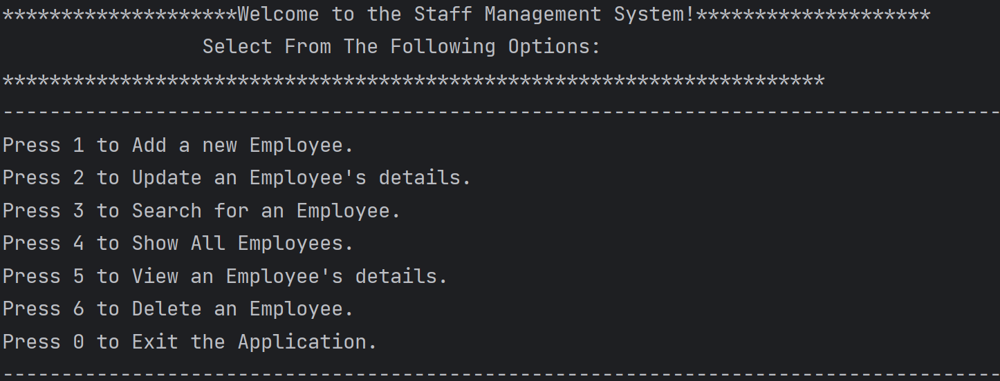 ********************Welcome to the Staff Management System!********************
                 Select From The Following Options:
**********************************************************************
-------------------------------------------------------------------------------------
Press 1 to Add a new Employee.
Press 2 to Update an Employee's details.
Press 3 to Search for an Employee.
Press 4 to Show All Employees.
Press 5 to View an Employee's details.
Press 6 to Delete an Employee.
Press 0 to Exit the Application.
-------------------------------------------------------------------------------------